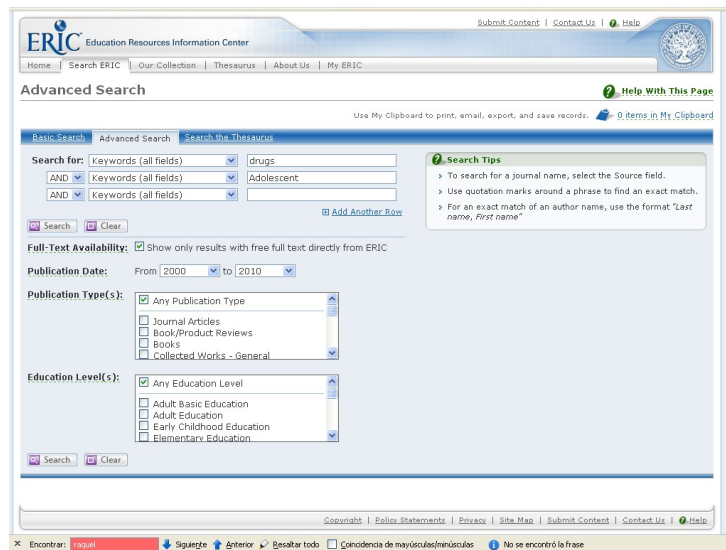 Submit Content | Contact Us | Help
ERIC Education Resources Information Center
Home | Search ERIC | Our Collection | Thesaurus | About Us | My ERIC
Advanced Search
Help With This Page
Use My Clipboard to print, email, export, and save records. 0 items in My Clipboard
Basic Search Advanced Search Search the Thesaurus
Search for: Keywords (all fields) drugs
AND Keywords (all fields) Adolescent
AND Keywords (all fields)
Add Another Row
Search Clear
Search Tips
To search for a journal name, select the Source field.
Use quotation marks around a phrase to find an exact match.
For an exact match of an author name, use the format "Last
name, First name"
Full-Text Availability: Show only results with free full text directly from ERIC
Publication Date: From 2000 to 2010
Publication Type(s): Any Publication Type
Journal Articles
Book/Product Reviews
Books
Collected Works - General
Education Level(s): Any Education Level
Adult Basic Education
Adult Education
Early Childhood Education
Elementary Education
Search Clear
Copyright | Policy Statements | Privacy | Site Map | Submit Content | Contact Us | Help
Encontrar: raquel Siguiente Anterior Resaltar todo Coincidencia de mayúsculas/minúsculas No se encontró la frase